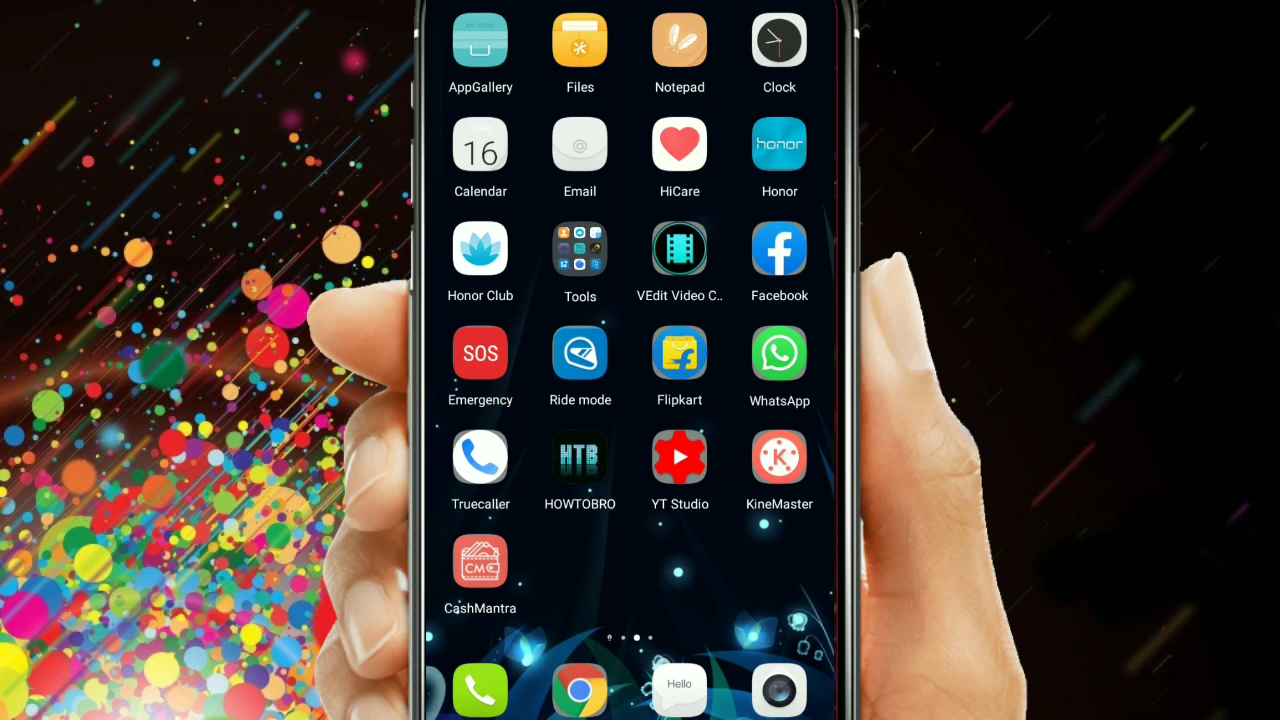 AppGallery Files Notepad Clock
16
Calendar Email HiCare honor
Honor
Honor Club Tools VEdit Video C.. Facebook
SOS
Emergency Ride mode Flipkart WhatsApp
HTB
Truecaller HOWTOBRO YT Studio KineMaster
CM
CashMantra
Hello